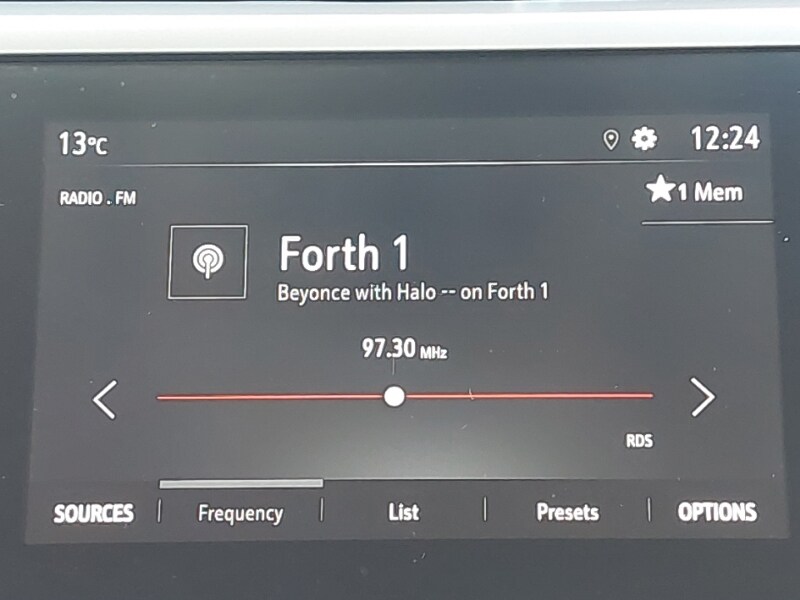 13°C 12:24
RADIO . FM
1 Mem
Forth 1
Beyonce with Halo -- on Forth 1
97.30 MHz
RDS
SOURCES Frequency List Presets OPTIONS